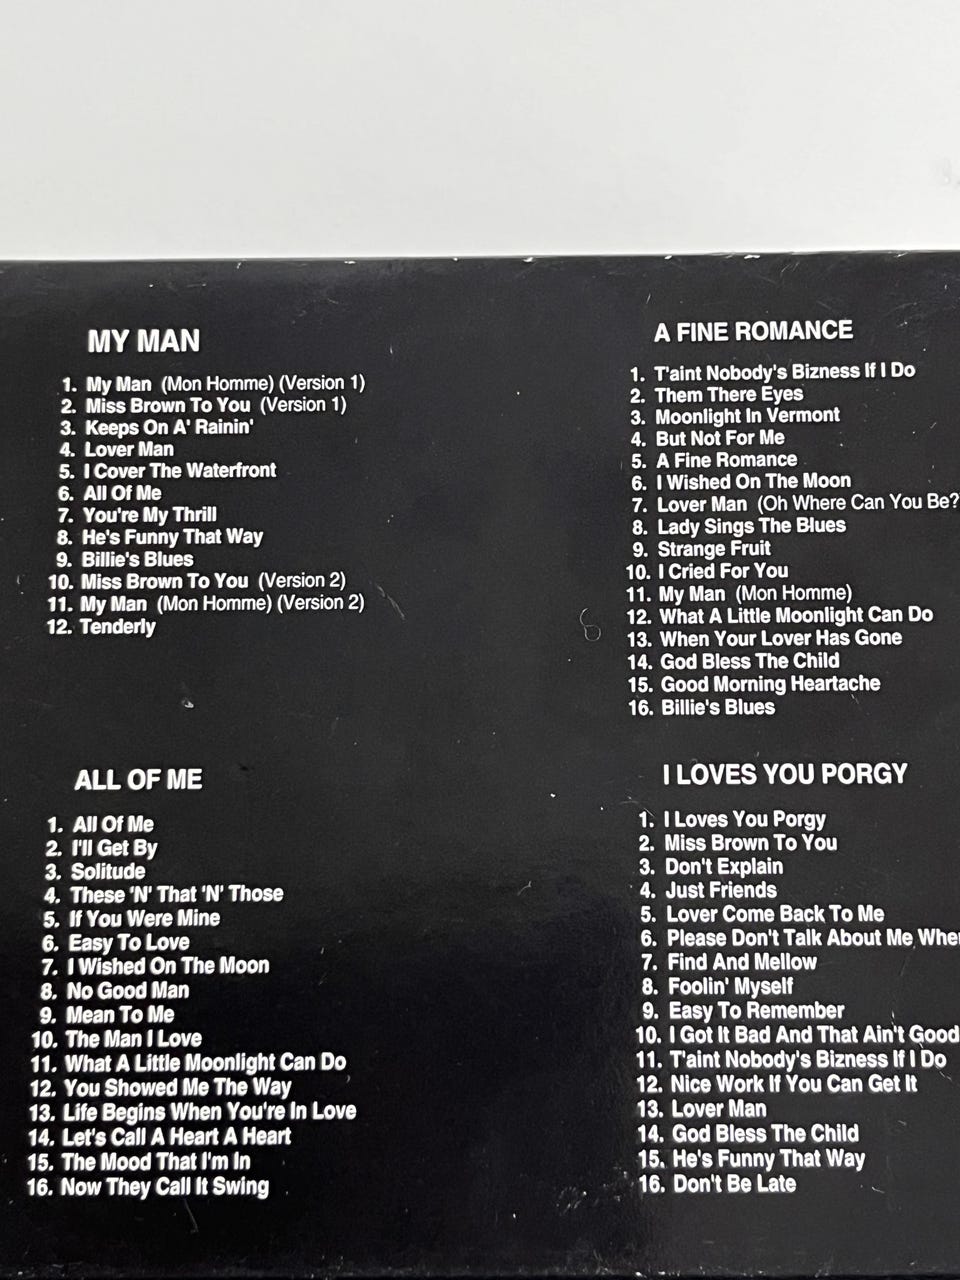 MY MAN
1. My Man (Mon Homme) (Version 1)
2. Miss Brown To You (Version 1)
3. Keeps On A' Rainin'
4. Lover Man
5. I Cover The Waterfront
6. All Of Me
7. You're My Thrill
8. He's Funny That Way
9. Billie's Blues
10. Miss Brown To You (Version 2)
11. My Man (Mon Homme) (Version 2)
12. Tenderly
A FINE ROMANCE
1. T'aint Nobody's Bizness If I Do
2. Them There Eyes
3. Moonlight In Vermont
4. But Not For Me
5. A Fine Romance
6. I Wished On The Moon
7. Lover Man (Oh Where Can You Be?
8. Lady Sings The Blues
9. Strange Fruit
10. I Cried For You
11. My Man (Mon Homme)
12. What A Little Moonlight Can Do
13. When Your Lover Has Gone
14. God Bless The Child
15. Good Morning Heartache
16. Billie's Blues
ALL OF ME
1. All Of Me
2. I'll Get By
3. Solitude
4. These 'N' That 'N' Those
5. If You Were Mine
6. Easy To Love
7. I Wished On The Moon
8. No Good Man
9. Mean To Me
10. The Man I Love
11. What A Little Moonlight Can Do
12. You Showed Me The Way
13. Life Begins When You're In Love
14. Let's Call A Heart A Heart
15. The Mood That I'm In
16. Now They Call It Swing
I LOVES YOU PORGY
1. I Loves You Porgy
2. Miss Brown To You
3. Don't Explain
4. Just Friends
5. Lover Come Back To Me
6. Please Don't Talk About Me
7. Find And Mellow
8. Foolin' Myself
9. Easy To Remember
10. I Got It Bad And That Ain't Good
11. T'aint Nobody's Bizness If I Do
12. Nice Work If You Can Get It
13. Lover Man
14. God Bless The Child
15. He's Funny That Way
16. Don't Be Late